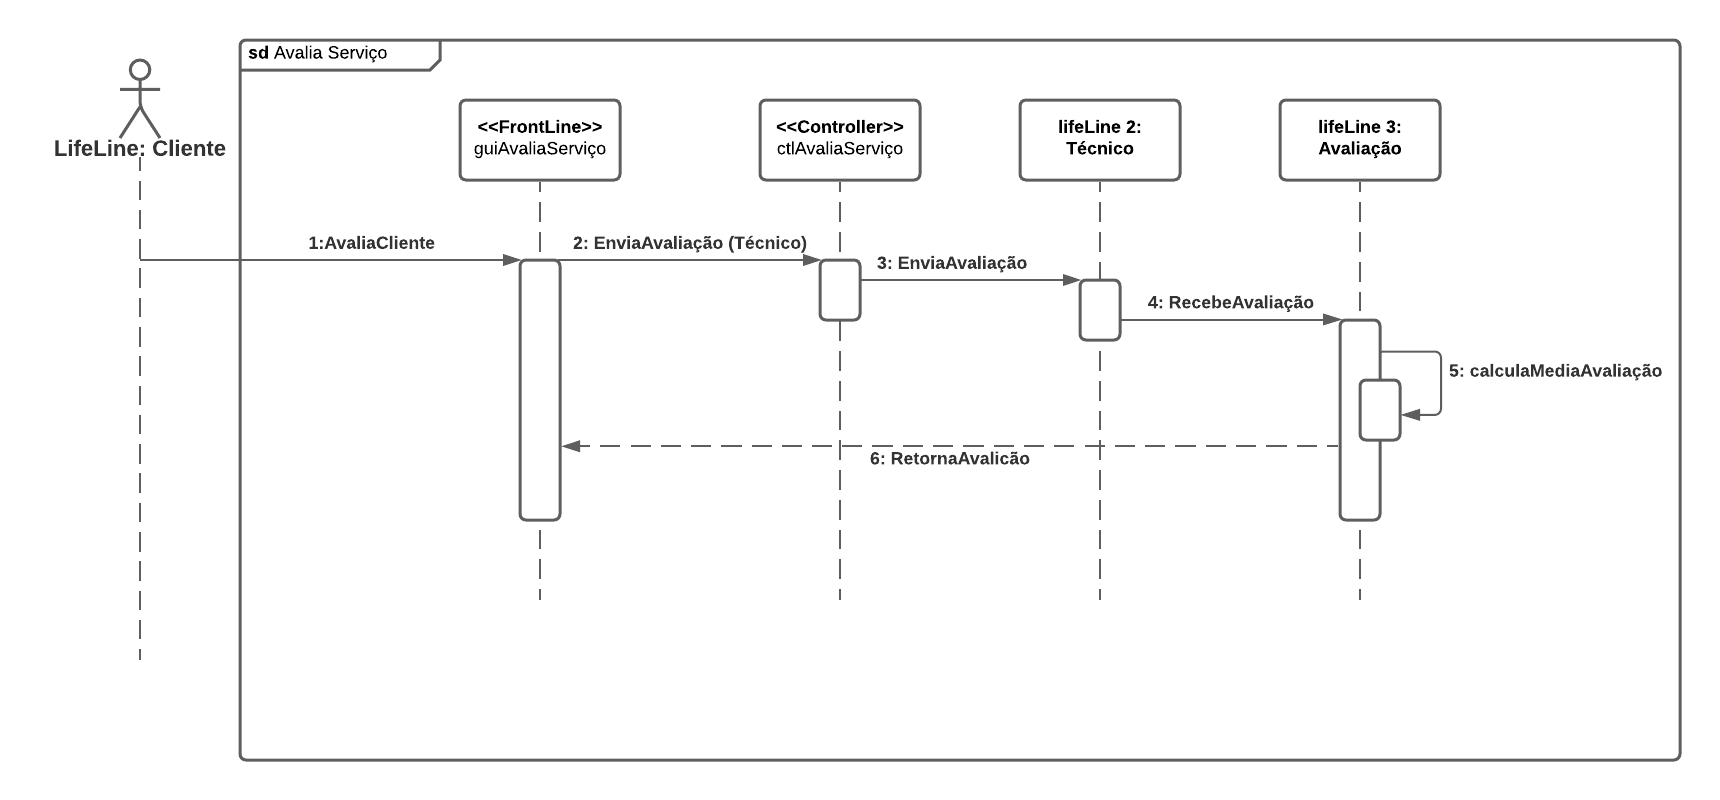 sd Avalia Serviço
LifeLine: Cliente
<<FrontLine>>
guiAvaliaServiço
<<Controller>>
ctlAvaliaServiço
lifeLine 2:
Técnico
lifeLine 3:
Avaliação
1:AvaliaCliente
2: EnviaAvaliação (Técnico)
3: EnviaAvaliação
4: RecebeAvaliação
5: calculaMediaAvaliação
6: RetornaAvalicão